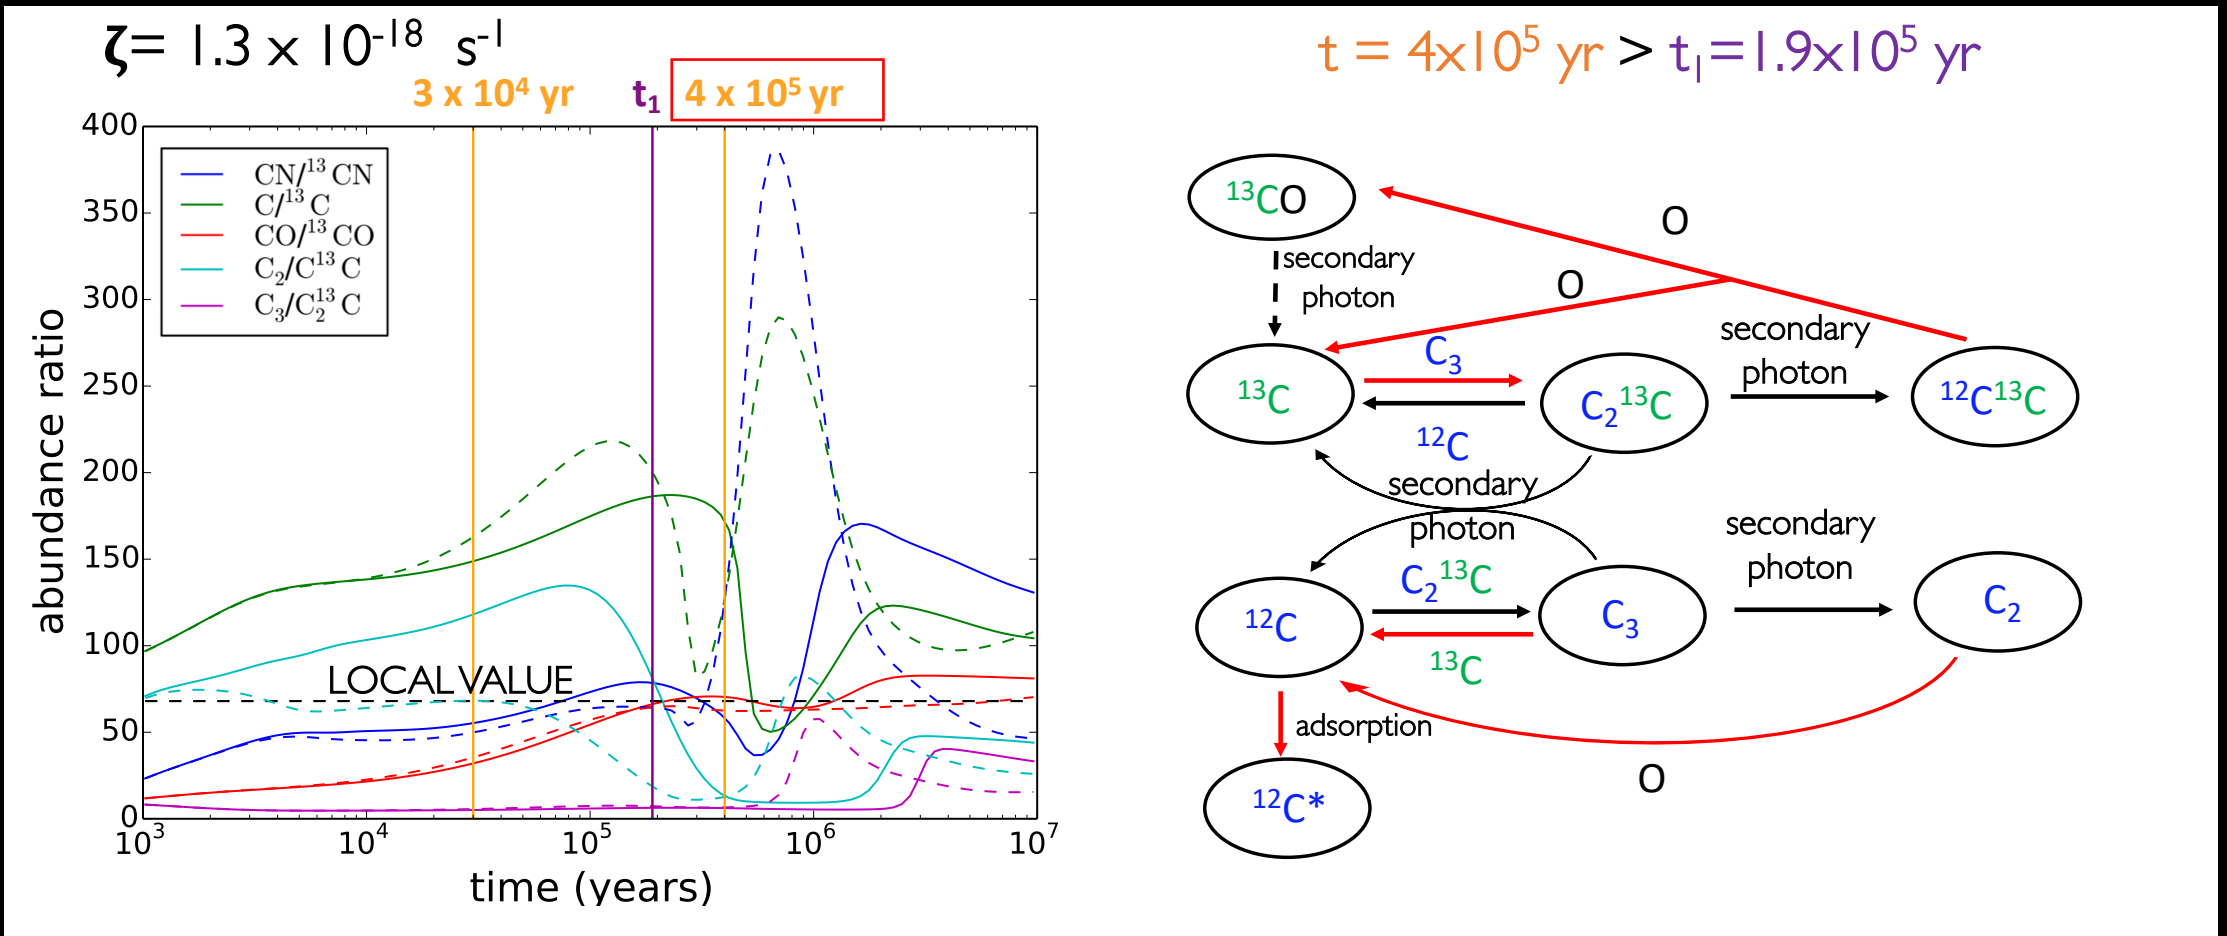 ζ= 1.3 x 10⁻¹⁸ s⁻¹
3 x 10⁴ yr
t₁
4 x 10⁵ yr
400
350
300
250
200
150
100
50
0
abundance ratio
CN/¹³CN
C/¹³C
CO/¹³CO
C₂/C¹³C
C₃/C₂¹³C
LOCAL VALUE
10³
10⁴
10⁵
10⁶
10⁷
time (years)
t = 4x10⁵ yr > t₁=1.9x10⁵ yr
¹³CO
O
secondary
photon
O
secondary
photon
C₃
¹³C
C₂¹³C
¹²C¹³C
¹²C
secondary
photon
secondary
photon
C₂¹³C
¹²C
C₃
C₂
¹³C
adsorption
O
¹²C*